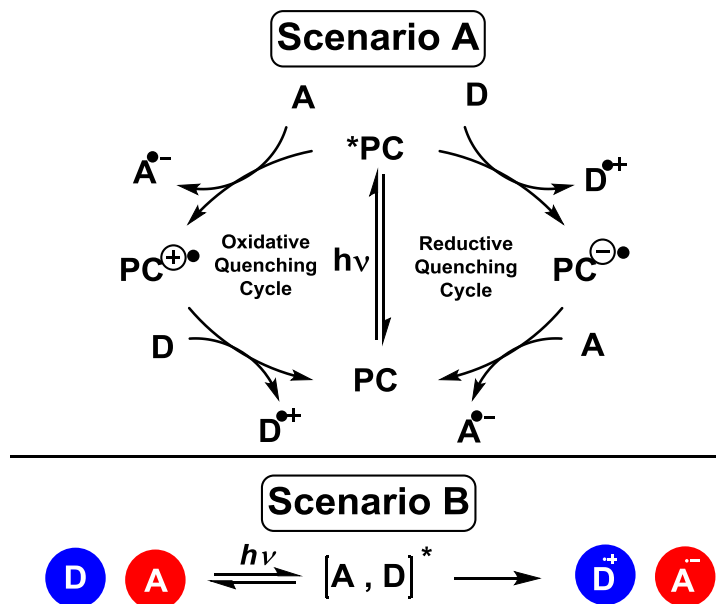 Scenario A
A D
*PC
A•− D•+
PC⊕• Oxidative Quenching Cycle hν Reductive Quenching Cycle PC⊖•
D A
PC
D•+ A•−
Scenario B
D A hν [A , D]* D•+ A•−